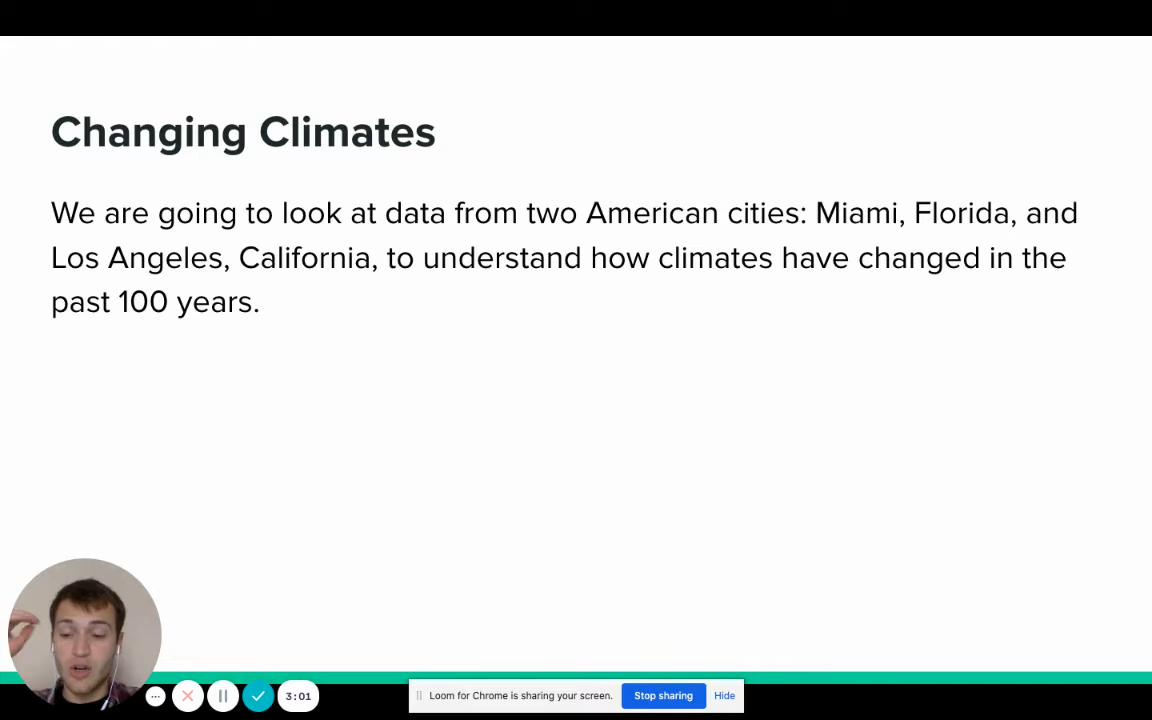 Changing Climates
We are going to look at data from two American cities: Miami, Florida, and
Los Angeles, California, to understand how climates have changed in the
past 100 years.
3:01
Loom for Chrome is sharing your screen. Stop sharing Hide